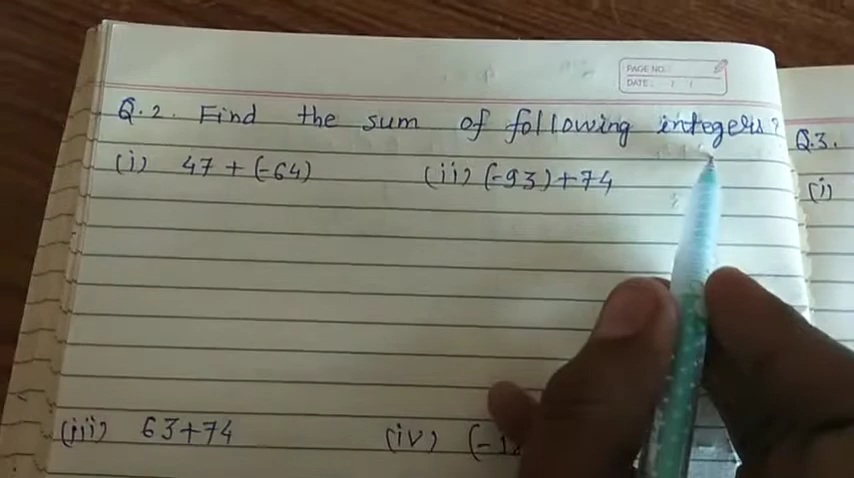 PAGE NO.:
DATE: / /
Q.2. Find the sum of following integers?
(i) 47 + (-64) (ii) (-93) + 74
(iii) 63+74 (iv) (-1
Q.3.
(i)